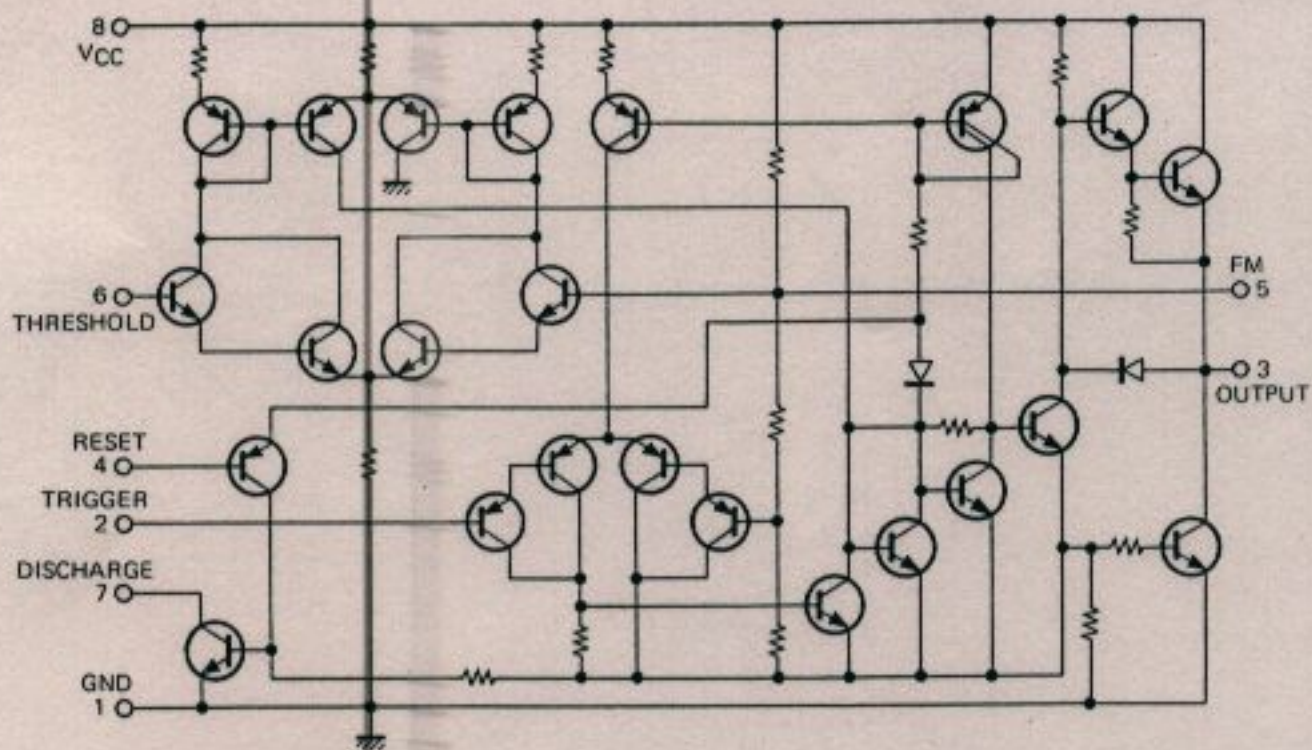 8
VCC
6
THRESHOLD
FM
5
3
OUTPUT
RESET
4
TRIGGER
2
DISCHARGE
7
GND
1